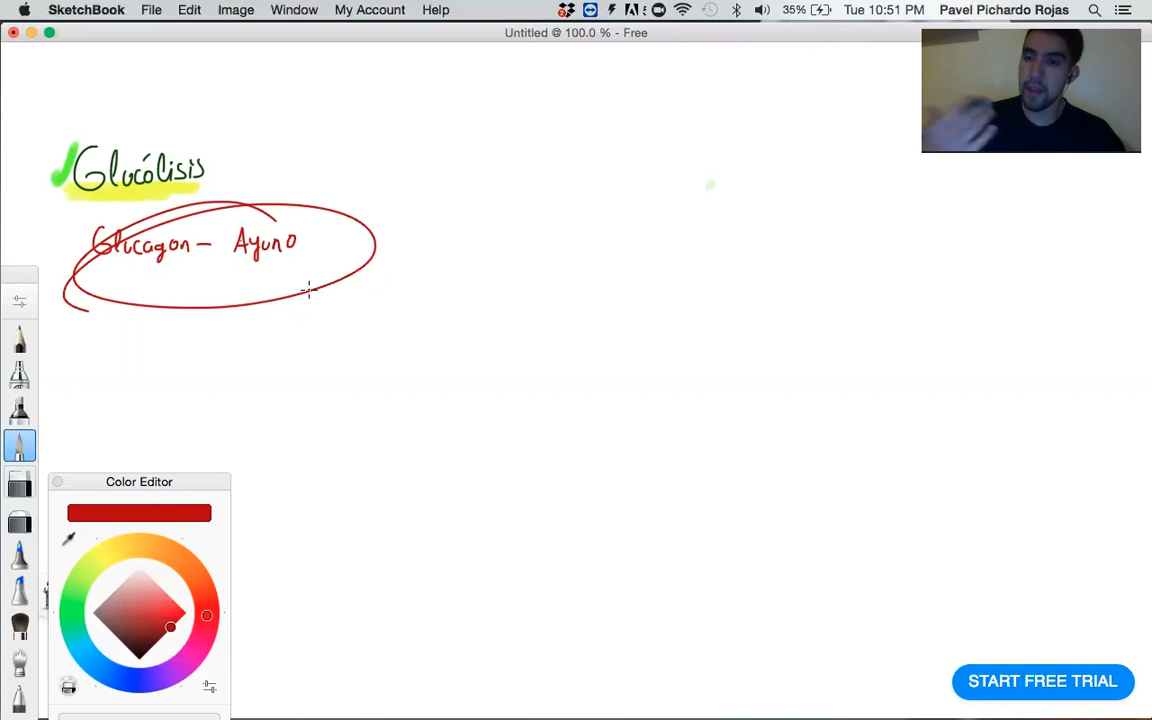 SketchBook File Edit Image Window My Account Help 35% Tue 10:51 PM Pavel Pichardo Rojas
Untitled @ 100.0 % - Free
Glucólisis
Glucagon - Ayuno
Color Editor
START FREE TRIAL